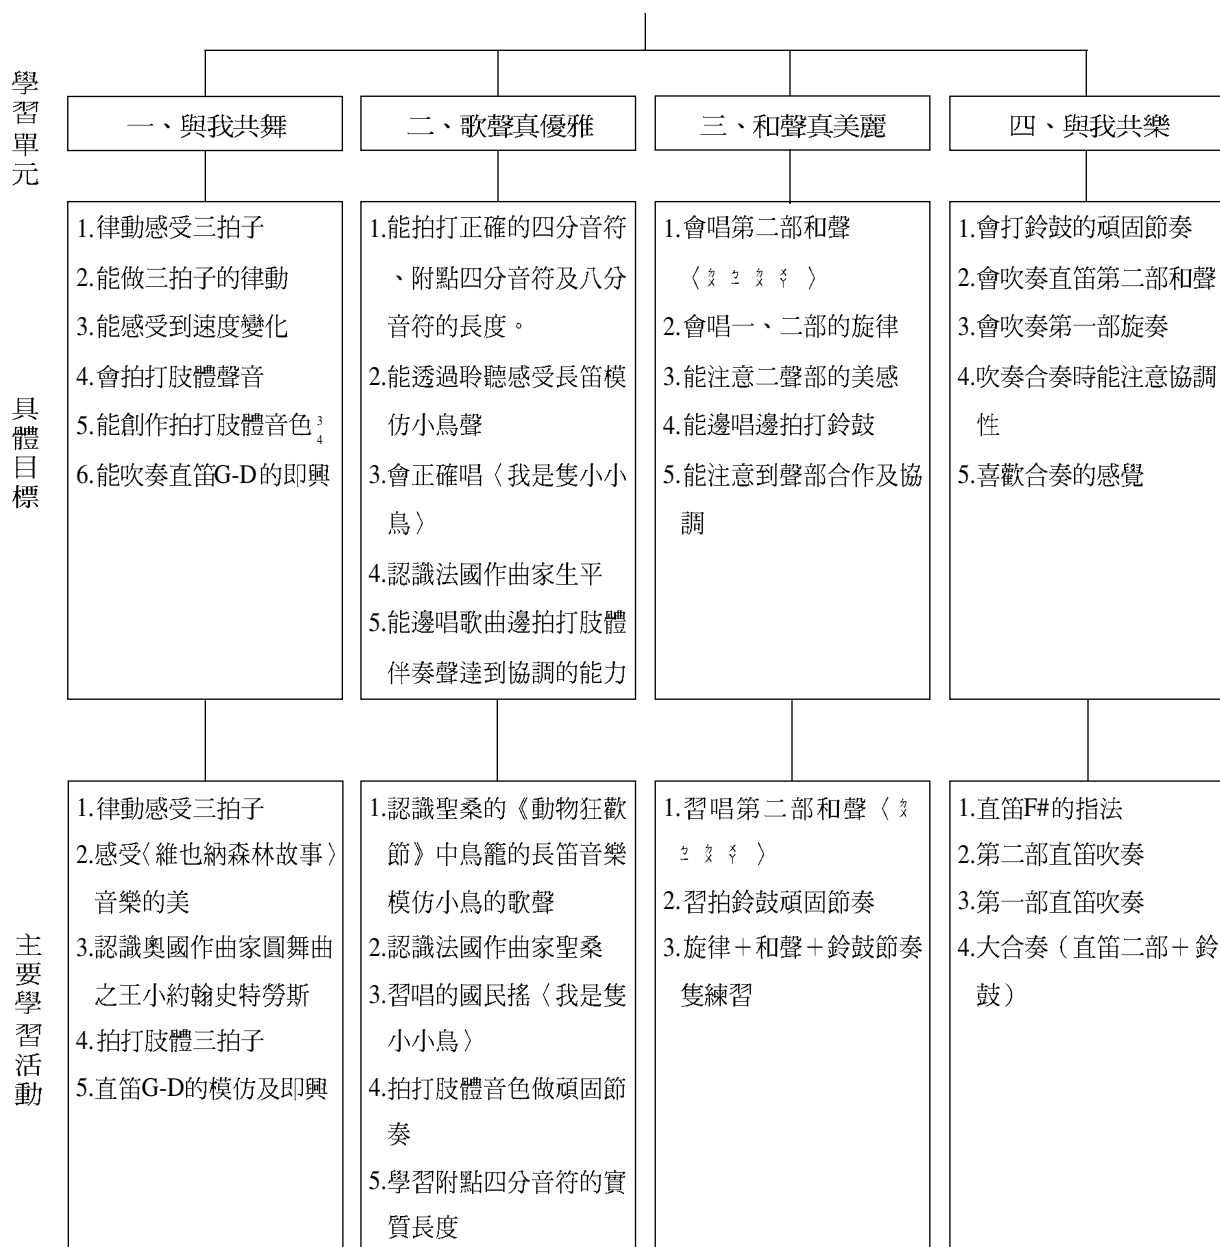 學習單元
一、與我共舞
二、歌聲真優雅
三、和聲真美麗
四、與我共樂
具體目標
1.律動感受三拍子
2.能做三拍子的律動
3.能感受到速度變化
4.會拍打肢體聲音
5.能創作拍打肢體音色3/4
6.能吹奏直笛G-D的即興
1.能拍打正確的四分音符
、附點四分音符及八分
音符的長度。
2.能透過聆聽感受長笛模
仿小鳥聲
3.會正確唱〈我是隻小小
鳥〉
4.認識法國作曲家生平
5.能邊唱歌曲邊拍打肢體
伴奏聲達到協調的能力
1.會唱第二部和聲
〈ㄍㄨ ㄅㄧ ㄍㄨ ㄨㄚ〉
2.會唱一、二部的旋律
3.能注意二聲部的美感
4.能邊唱邊拍打鈴鼓
5.能注意到聲部合作及協
調
1.會打鈴鼓的頑固節奏
2.會吹奏直笛第二部和聲
3.會吹奏第一部旋奏
4.吹奏合奏時能注意協調
性
5.喜歡合奏的感覺
主要學習活動
1.律動感受三拍子
2.感受〈維也納森林故事〉
音樂的美
3.認識奧國作曲家圓舞曲
之王小約翰史特勞斯
4.拍打肢體三拍子
5.直笛G-D的模仿及即興
1.認識聖桑的《動物狂歡
節》中鳥籠的長笛音樂
模仿小鳥的歌聲
2.認識法國作曲家聖桑
3.習唱的國民搖〈我是隻
小小鳥〉
4.拍打肢體音色做頑固節
奏
5.學習附點四分音符的實
質長度
1.習唱第二部和聲〈ㄍㄨ
ㄅㄧ ㄍㄨ ㄨㄚ〉
2.習拍鈴鼓頑固節奏
3.旋律＋和聲＋鈴鼓節奏
隻練習
1.直笛F#的指法
2.第二部直笛吹奏
3.第一部直笛吹奏
4.大合奏（直笛二部＋鈴
鼓）